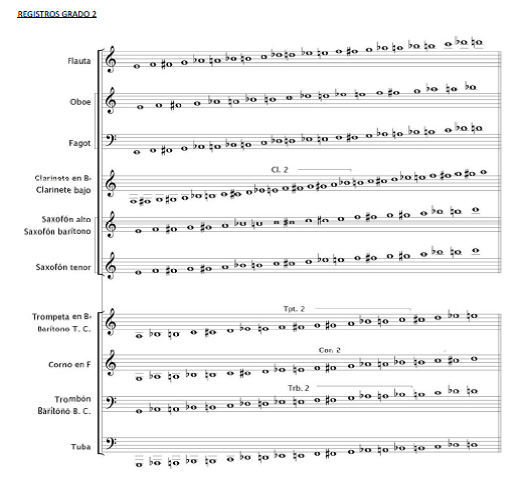 REGISTROS GRADO 2
Flauta
Oboe
Fagot
Cl. 2
Clarinete en B♭
Clarinete bajo
Saxofón alto
Saxofón barítono
Saxofón tenor
Tpt. 2
Trompeta en B♭
Barítono T. C.
Cor. 2
Corno en F
Trb. 2
Trombón
Barítono B. C.
Tuba